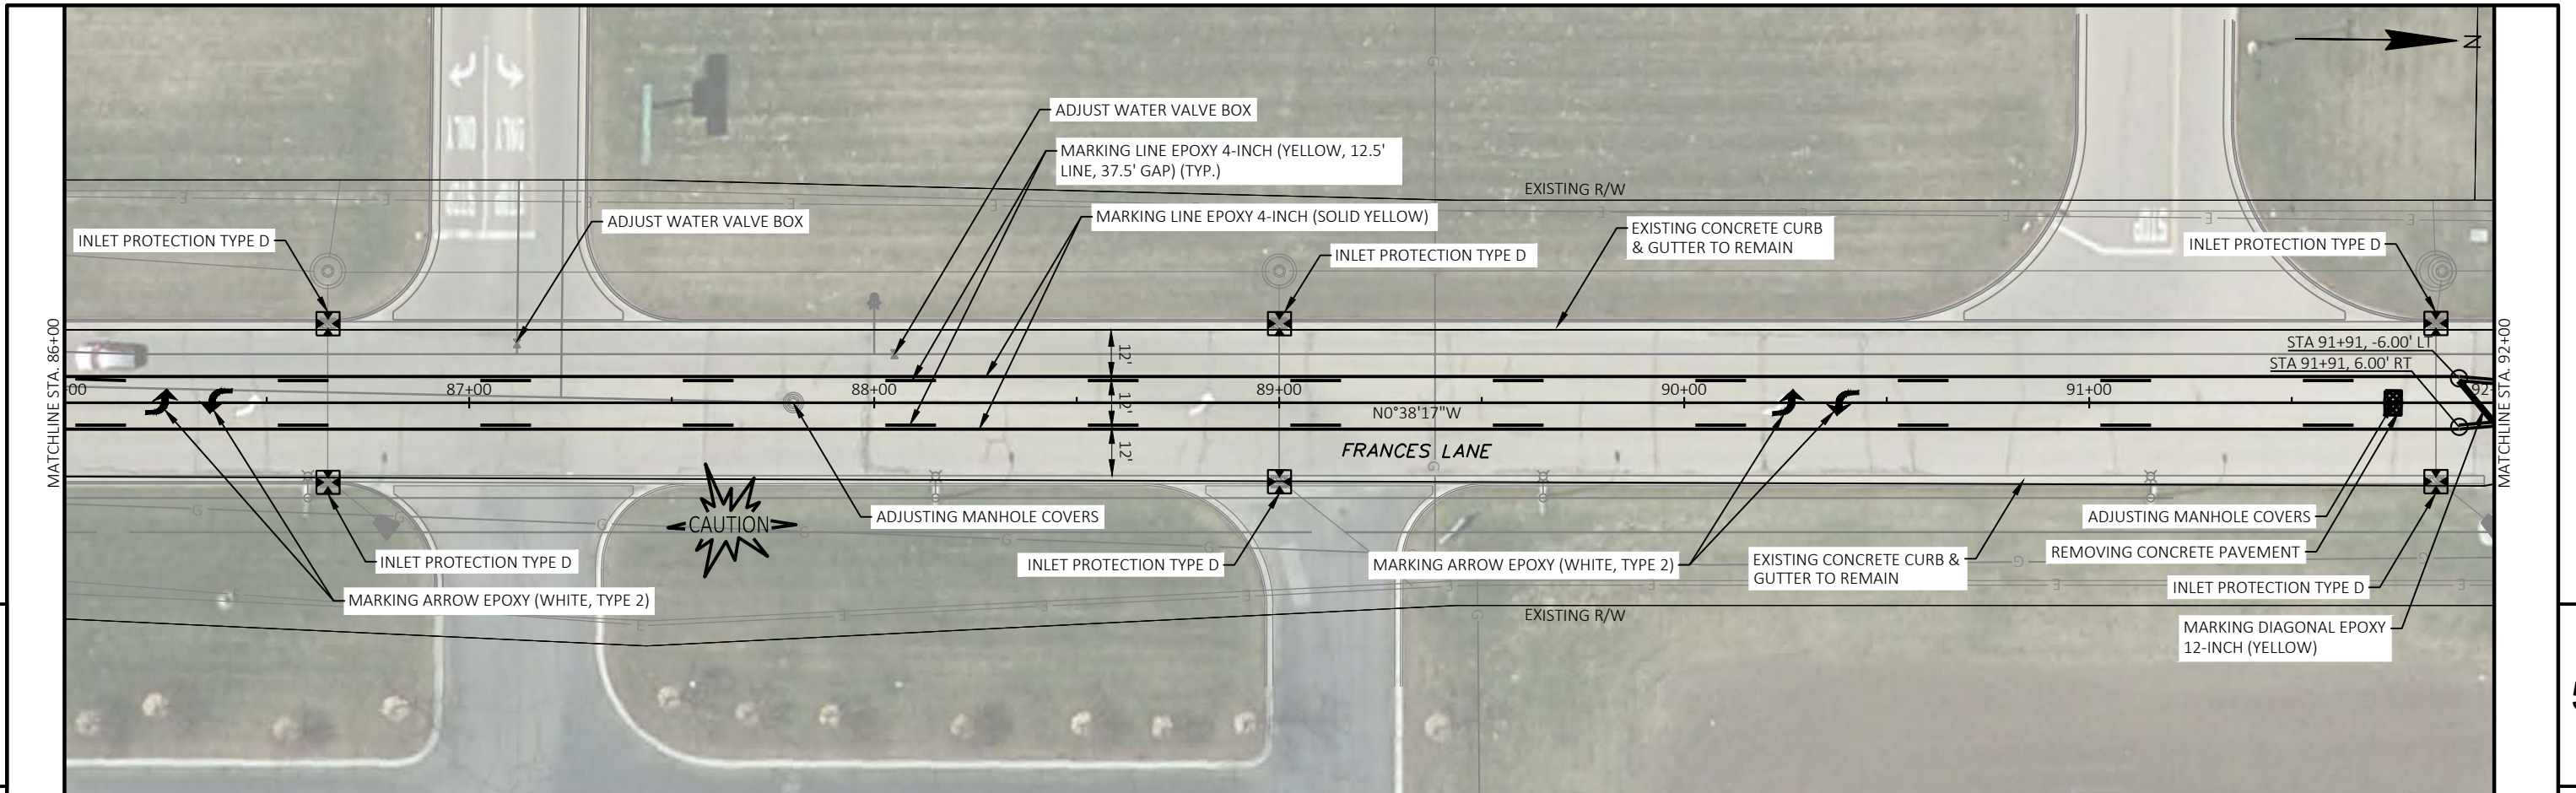 N
ADJUST WATER VALVE BOX
MARKING LINE EPOXY 4-INCH (YELLOW, 12.5'
LINE, 37.5' GAP) (TYP.)
EXISTING R/W
ADJUST WATER VALVE BOX
MARKING LINE EPOXY 4-INCH (SOLID YELLOW)
INLET PROTECTION TYPE D
EXISTING CONCRETE CURB
& GUTTER TO REMAIN
INLET PROTECTION TYPE D
INLET PROTECTION TYPE D
ONLY ONLY
STOP
MATCHLINE STA. 86+00
MATCHLINE STA. 92+00
STA 91+91, -6.00' LT
STA 91+91, 6.00' RT
12'
12'
12'
00
87+00
88+00
89+00
90+00
91+00
92+
N0°38'17"W
FRANCES LANE
CAUTION
ADJUSTING MANHOLE COVERS
ADJUSTING MANHOLE COVERS
INLET PROTECTION TYPE D
INLET PROTECTION TYPE D
MARKING ARROW EPOXY (WHITE, TYPE 2)
EXISTING CONCRETE CURB &
GUTTER TO REMAIN
REMOVING CONCRETE PAVEMENT
INLET PROTECTION TYPE D
MARKING ARROW EPOXY (WHITE, TYPE 2)
EXISTING R/W
MARKING DIAGONAL EPOXY
12-INCH (YELLOW)